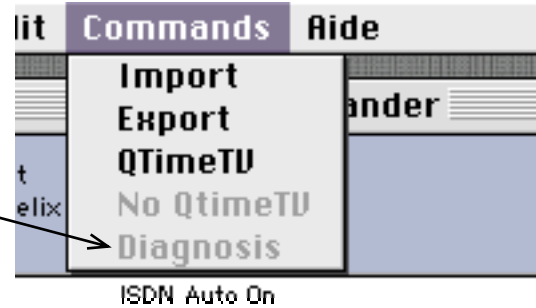 lit Commands Aide
Import
Export
ander
QTimeTV
t
No QtimeTV
elix
Diagnosis
ISDN Auto On